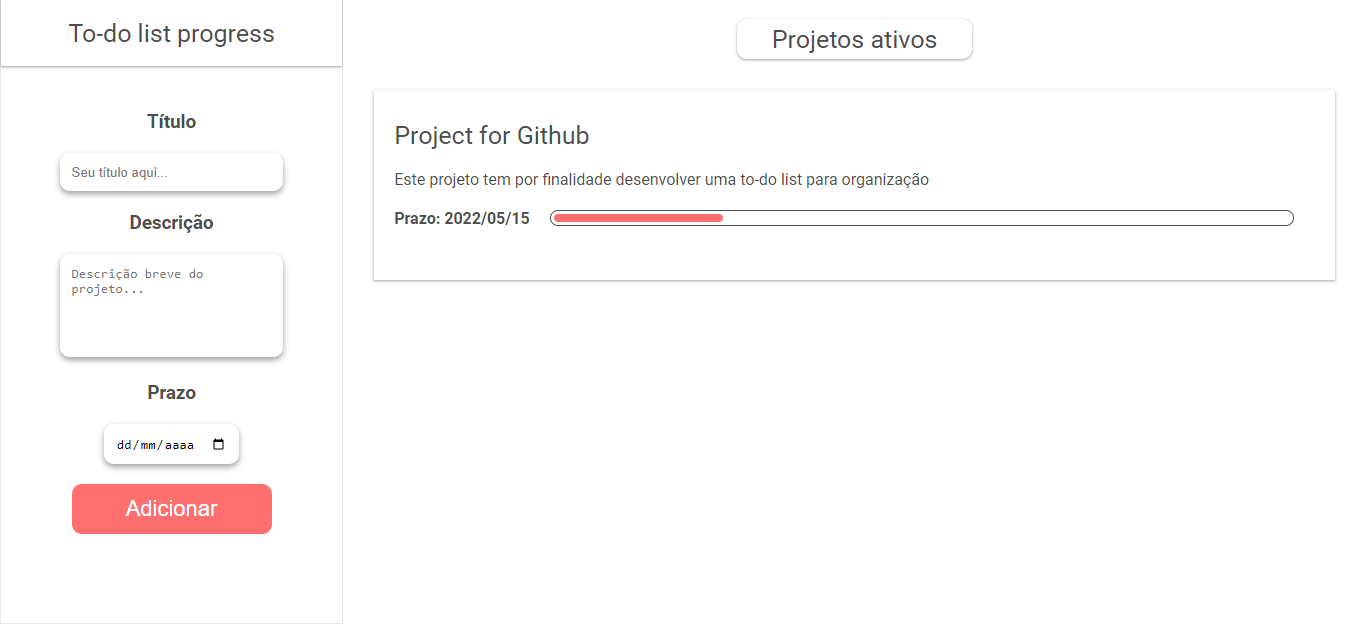 To-do list progress
Título
Seu título aqui...
Descrição
Descrição breve do
projeto...
Prazo
dd/mm/aaaa
Adicionar
Projetos ativos
Project for Github
Este projeto tem por finalidade desenvolver uma to-do list para organização
Prazo: 2022/05/15